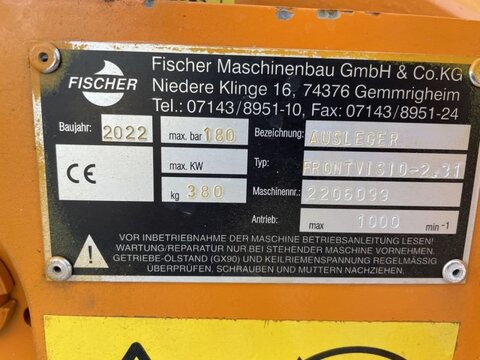 FISCHER
Fischer Maschinenbau GmbH & Co.KG
Niedere Klinge 16, 74376 Gemmrigheim
Tel.: 07143/8951-10, Fax: 07143/8951-24
Baujahr: 2022 max. bar 180 Bezeichnung: AUSLEGER
CE max. KW Typ: FRONTVISIO-2.31
kg 380 Maschinennr.: 2206099
Antrieb: max 1000 min⁻¹
VOR INBETRIEBNAHME DER MASCHINE BETRIEBSANLEITUNG LESEN!
WARTUNG/REPARATUR NUR BEI STEHENDER MASCHINE VORNEHMEN.
GETRIEBE-ÖLSTAND (GX90) UND KEILRIEMENSPANNUNG REGELMÄSSIG
ÜBERPRÜFEN, SCHRAUBEN UND MUTTERN NACHZIEHEN.